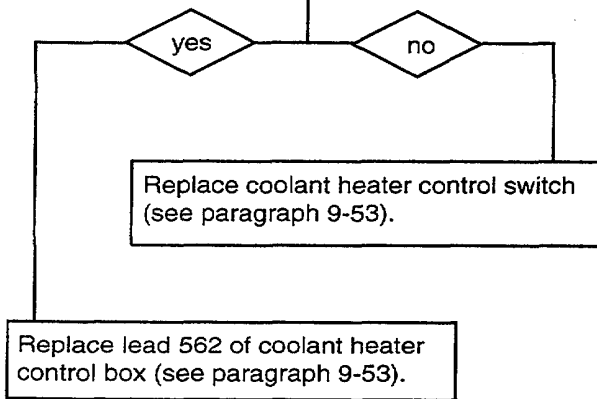 yes
no
Replace coolant heater control switch
(see paragraph 9-53).
Replace lead 562 of coolant heater
control box (see paragraph 9-53).